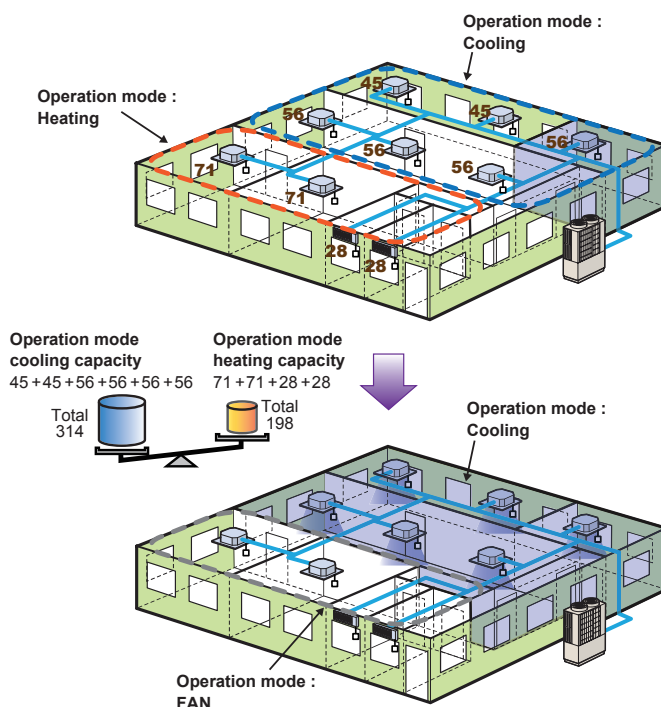 Operation mode :
Cooling
Operation mode :
Heating
45
45
56
56
56
56
71
71
28
28
Operation mode
cooling capacity
45+45+56+56+56+56
Total
314
Operation mode
heating capacity
71+71+28+28
Total
198
Operation mode :
Cooling
Operation mode :
FAN